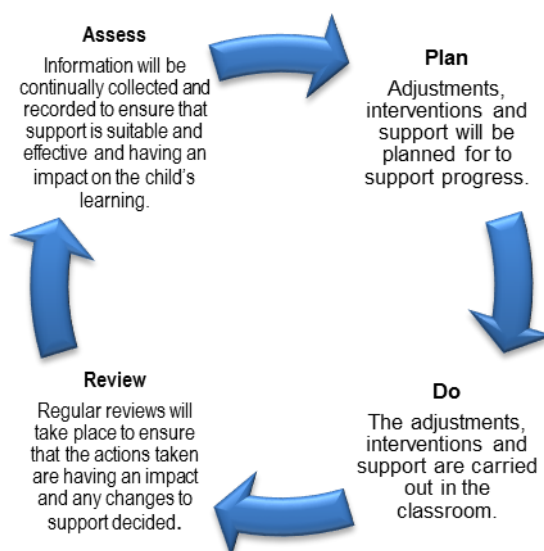 Assess
Information will be
continually collected and
recorded to ensure that
support is suitable and
effective and having an
impact on the child's
learning.
Plan
Adjustments,
interventions and
support will be
planned for to
support progress.
Do
The adjustments,
interventions and
support are carried
out in the
classroom.
Review
Regular reviews will
take place to ensure
that the actions taken
are having an impact
and any changes to
support decided.